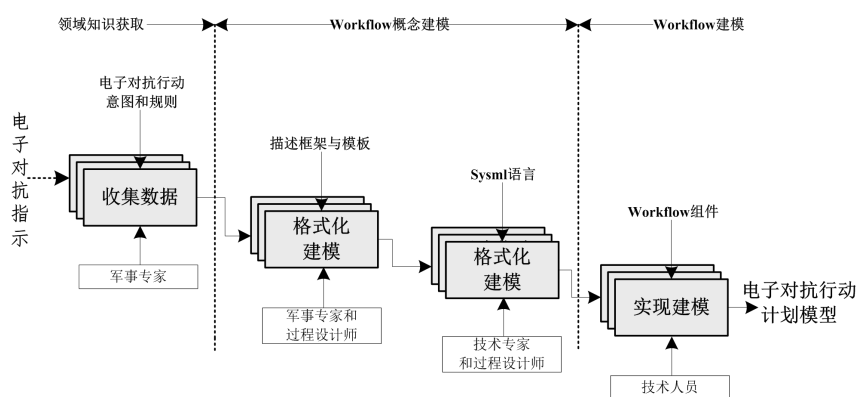 领域知识获取
Workflow概念建模
Workflow建模
电子对抗行动
意图和规则
电子对抗指示
收集数据
军事专家
描述框架与模板
格式化
建模
军事专家和
过程设计师
Sysml语言
格式化
建模
技术专家
和过程设计师
Workflow组件
实现建模
技术人员
电子对抗行动
计划模型